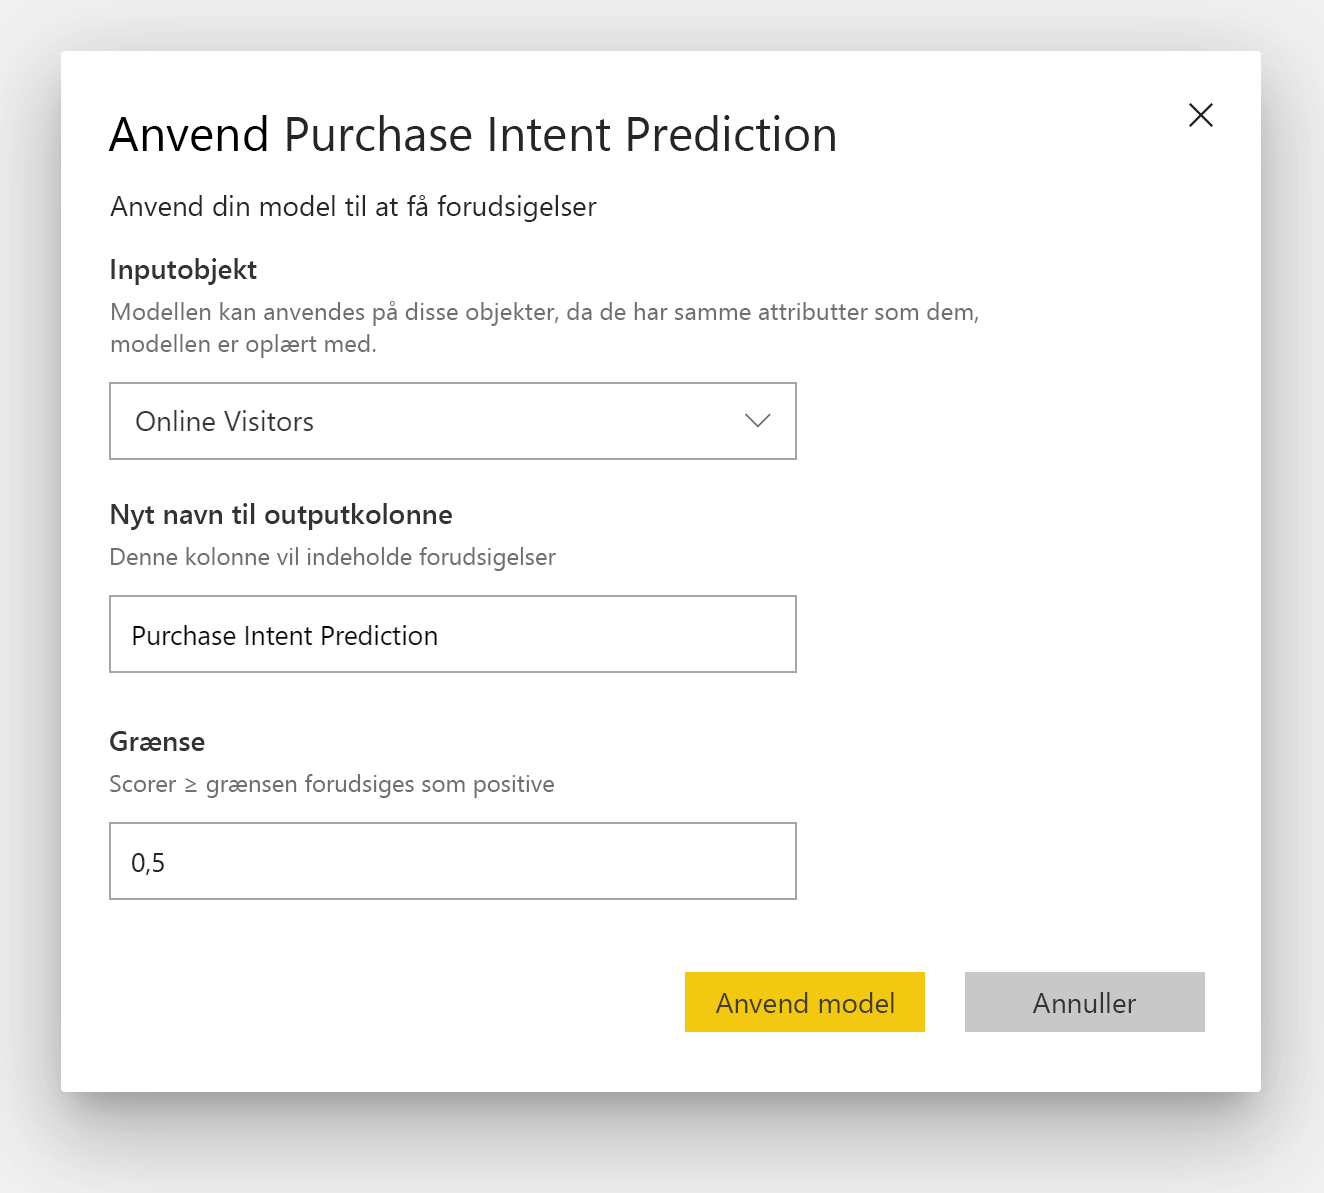 Anvend Purchase Intent Prediction
Anvend din model til at få forudsigelser
Inputobjekt
Modellen kan anvendes på disse objekter, da de har samme attributter som dem,
modellen er oplært med.
Online Visitors
Nyt navn til outputkolonne
Denne kolonne vil indeholde forudsigelser
Purchase Intent Prediction
Grænse
Scorer ≥ grænsen forudsiges som positive
0,5
Anvend model
Annuller